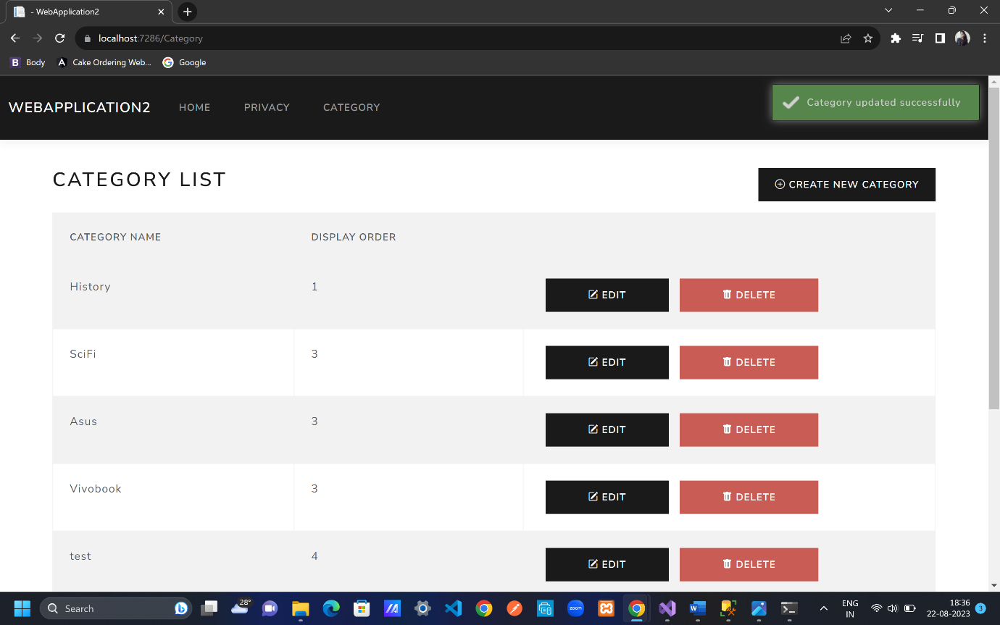 - WebApplication2
localhost:7286/Category
B Body A Cake Ordering Web... Google
WEBAPPLICATION2 HOME PRIVACY CATEGORY
Category updated successfully
CATEGORY LIST
CREATE NEW CATEGORY
CATEGORY NAME DISPLAY ORDER
History 1 EDIT DELETE
SciFi 3 EDIT DELETE
Asus 3 EDIT DELETE
Vivobook 3 EDIT DELETE
test 4 EDIT DELETE
Search
28°
zoom
ENG
IN
18:36
22-08-2023
3